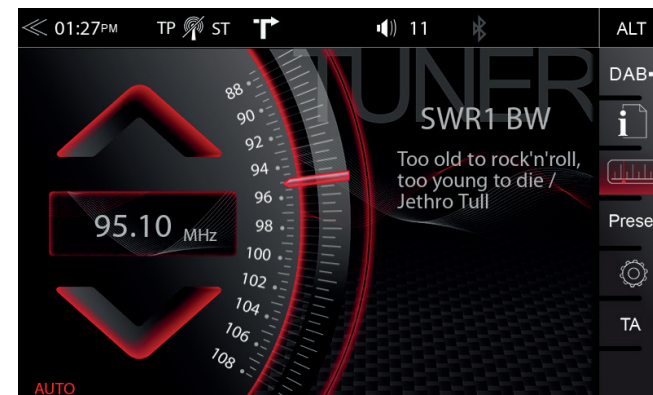 01:27PM TP ST 11 ALT
TUNER
DAB
88
90
92
94
96
98
100
102
104
106
108
SWR1 BW
Too old to rock'n'roll,
too young to die /
Jethro Tull
95.10 MHz
i
Prese
TA
AUTO